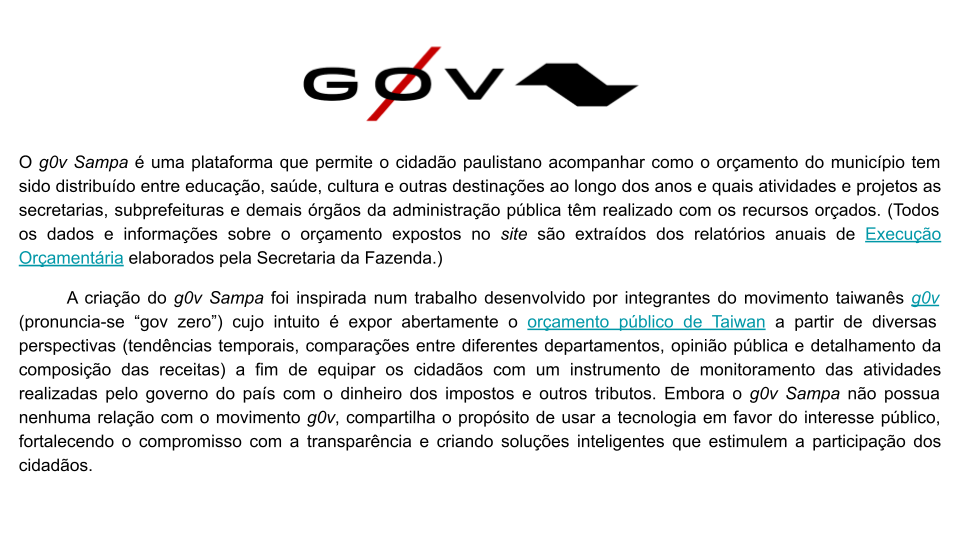 GØV
O g0v Sampa é uma plataforma que permite o cidadão paulistano acompanhar como o orçamento do município tem
sido distribuído entre educação, saúde, cultura e outras destinações ao longo dos anos e quais atividades e projetos as
secretarias, subprefeituras e demais órgãos da administração pública têm realizado com os recursos orçados. (Todos
os dados e informações sobre o orçamento expostos no site são extraídos dos relatórios anuais de Execução
Orçamentária elaborados pela Secretaria da Fazenda.)
A criação do g0v Sampa foi inspirada num trabalho desenvolvido por integrantes do movimento taiwanês g0v
(pronuncia-se “gov zero”) cujo intuito é expor abertamente o orçamento público de Taiwan a partir de diversas
perspectivas (tendências temporais, comparações entre diferentes departamentos, opinião pública e detalhamento da
composição das receitas) a fim de equipar os cidadãos com um instrumento de monitoramento das atividades
realizadas pelo governo do país com o dinheiro dos impostos e outros tributos. Embora o g0v Sampa não possua
nenhuma relação com o movimento g0v, compartilha o propósito de usar a tecnologia em favor do interesse público,
fortalecendo o compromisso com a transparência e criando soluções inteligentes que estimulem a participação dos
cidadãos.